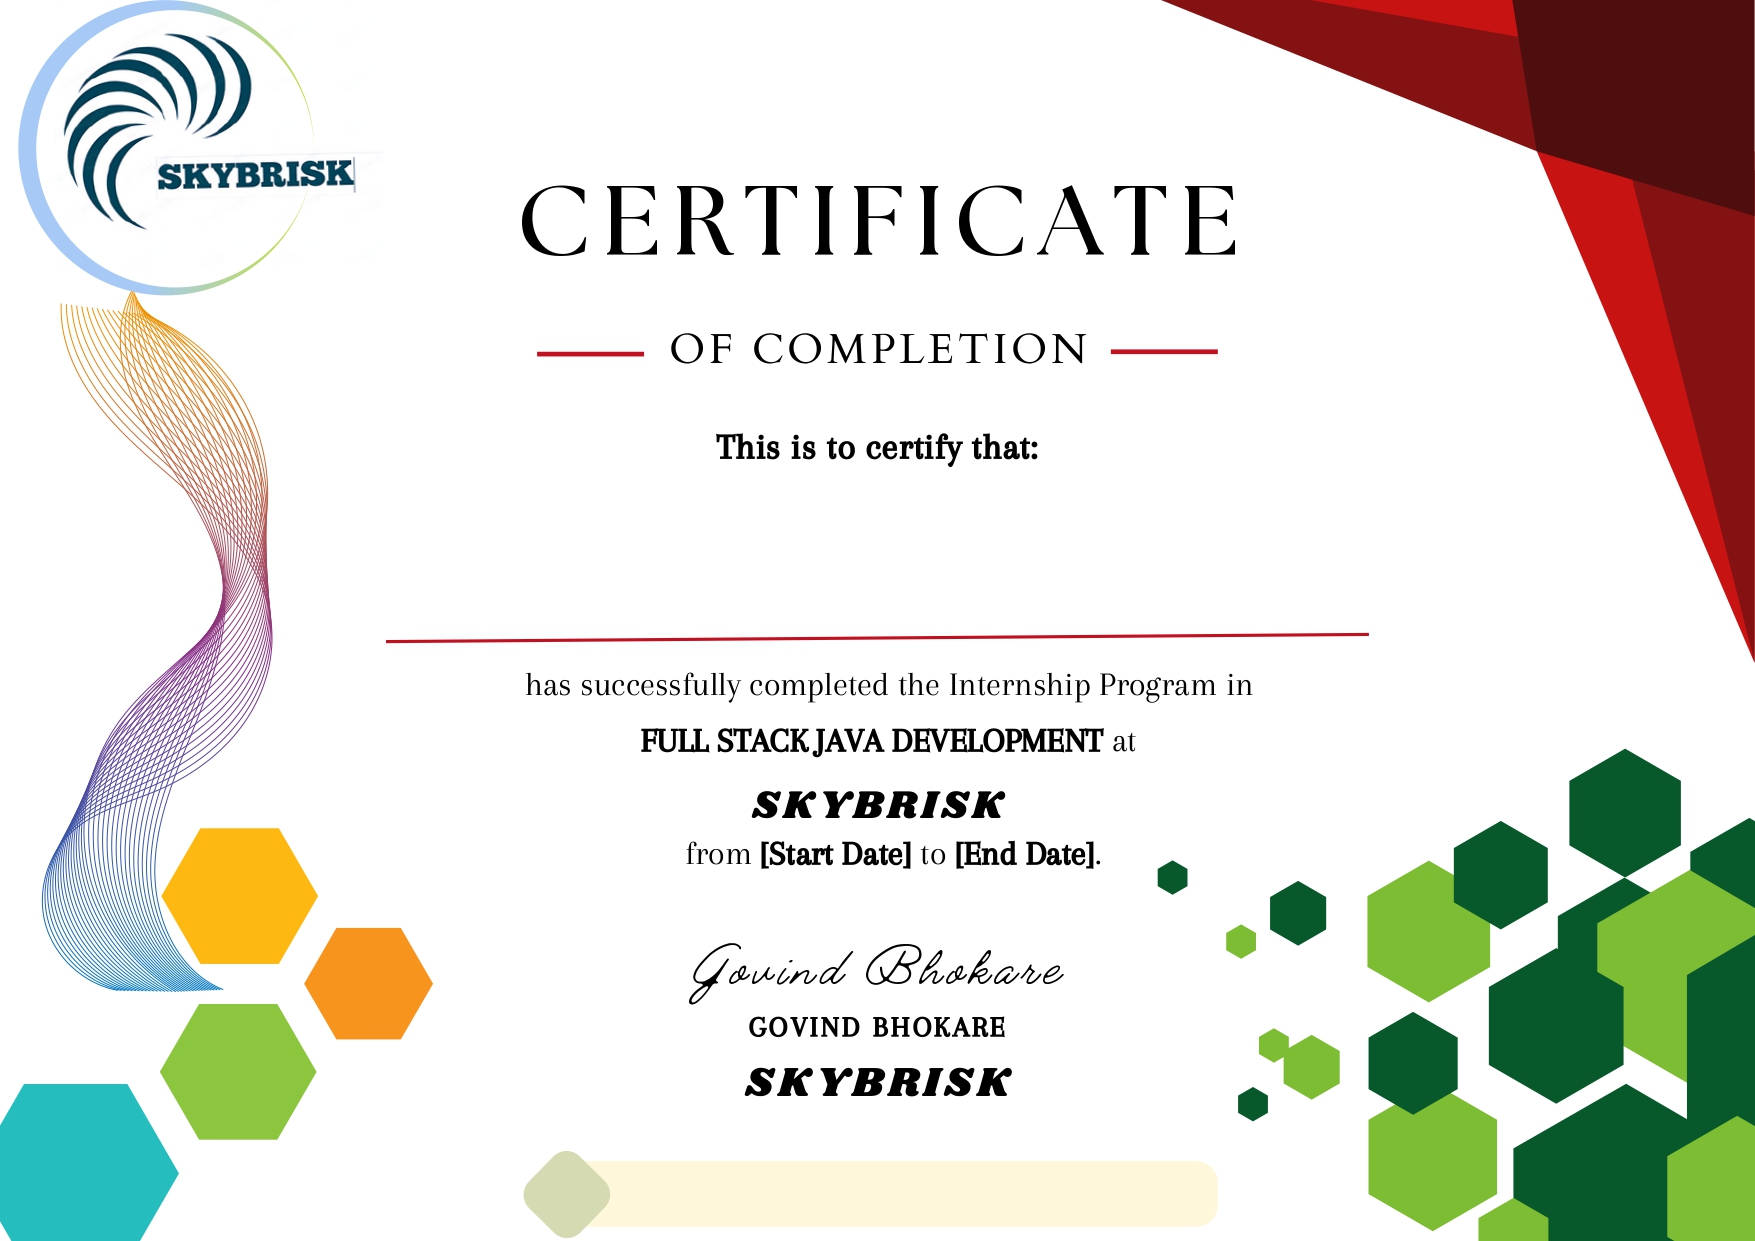 SKYBRISK
CERTIFICATE
OF COMPLETION
This is to certify that:
has successfully completed the Internship Program in
FULL STACK JAVA DEVELOPMENT at
SKYBRISK
from [Start Date] to [End Date].
Govind Bhokare
GOVIND BHOKARE
SKYBRISK